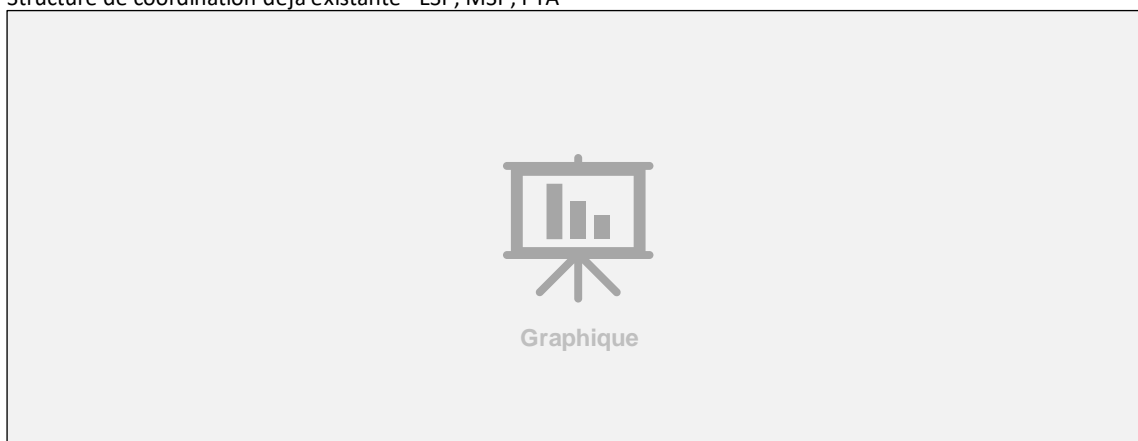 Structure de coordination déjà existante - ESP, MSP, PTA
Graphique